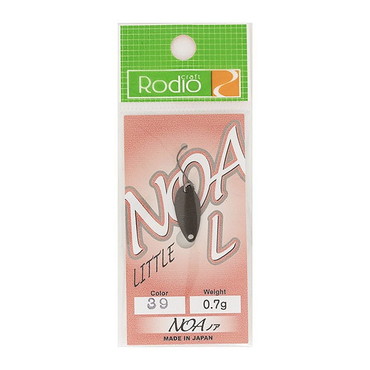 Rodio craft
NOA
LITTLE L
Color Weight
39 0.7g
NOA ノア
MADE IN JAPAN